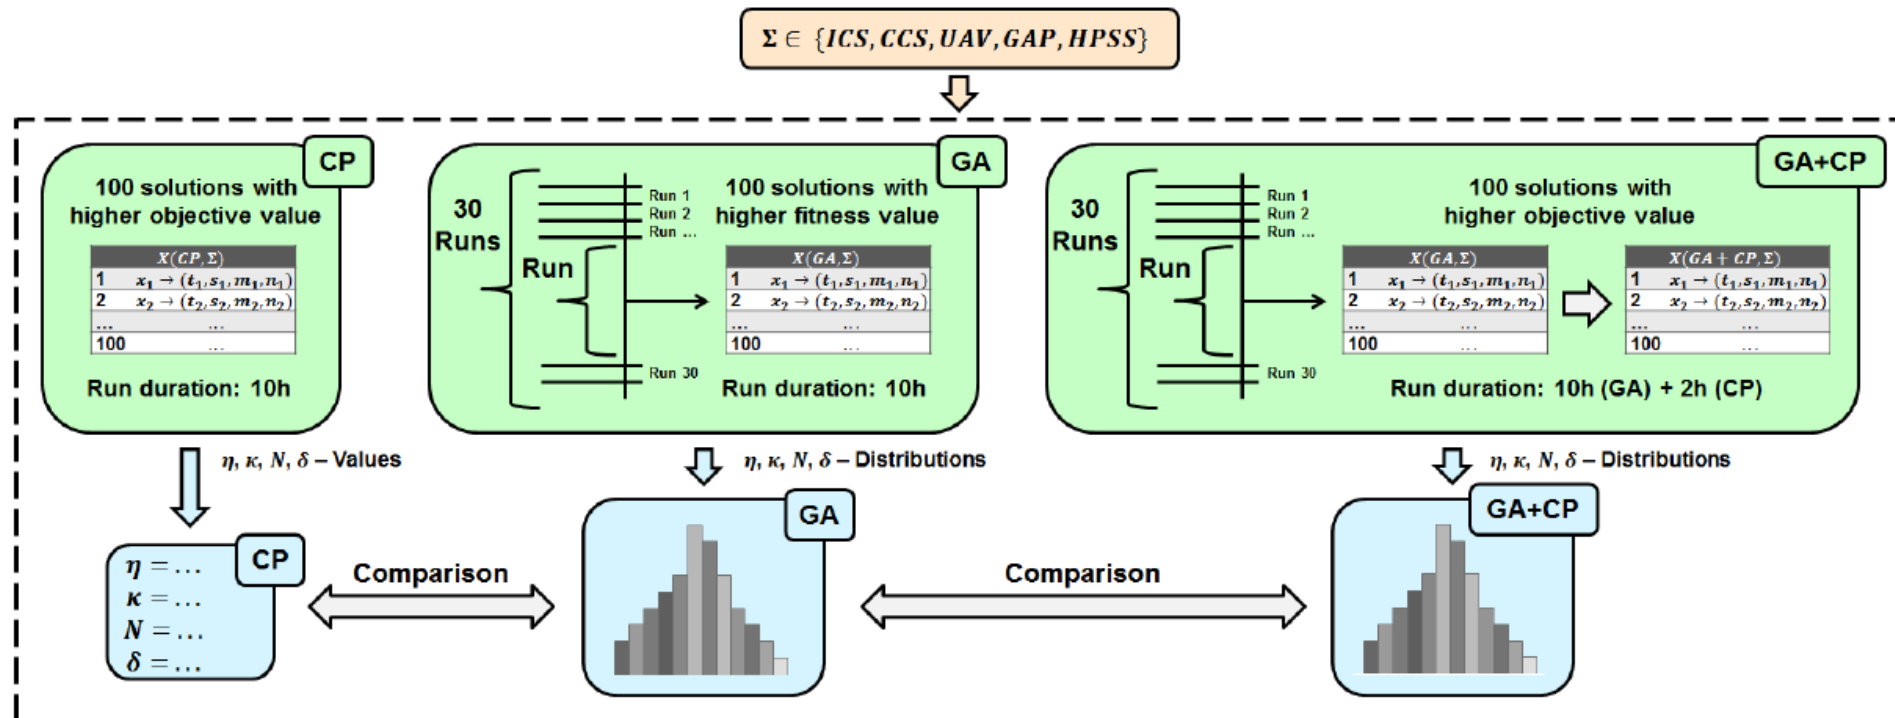 Σ ∈ {ICS, CCS, UAV, GAP, HPSS}
CP
100 solutions with
higher objective value
X(CP, Σ)
1 x₁ → (t₁, s₁, m₁, n₁)
2 x₂ → (t₂, s₂, m₂, n₂)
... ...
100 ...
Run duration: 10h
GA
30
Runs
Run 1
Run 2
Run ...
Run
Run 30
100 solutions with
higher fitness value
X(GA, Σ)
1 x₁ → (t₁, s₁, m₁, n₁)
2 x₂ → (t₂, s₂, m₂, n₂)
... ...
100 ...
Run duration: 10h
GA+CP
30
Runs
Run 1
Run 2
Run ...
Run
Run 30
100 solutions with
higher objective value
X(GA, Σ)
1 x₁ → (t₁, s₁, m₁, n₁)
2 x₂ → (t₂, s₂, m₂, n₂)
... ...
100 ...
X(GA + CP, Σ)
1 x₁ → (t₁, s₁, m₁, n₁)
2 x₂ → (t₂, s₂, m₂, n₂)
... ...
100 ...
Run duration: 10h (GA) + 2h (CP)
η, κ, N, δ – Values
η, κ, N, δ – Distributions
η, κ, N, δ – Distributions
CP
η = ...
κ = ...
N = ...
δ = ...
Comparison
GA
Comparison
GA+CP